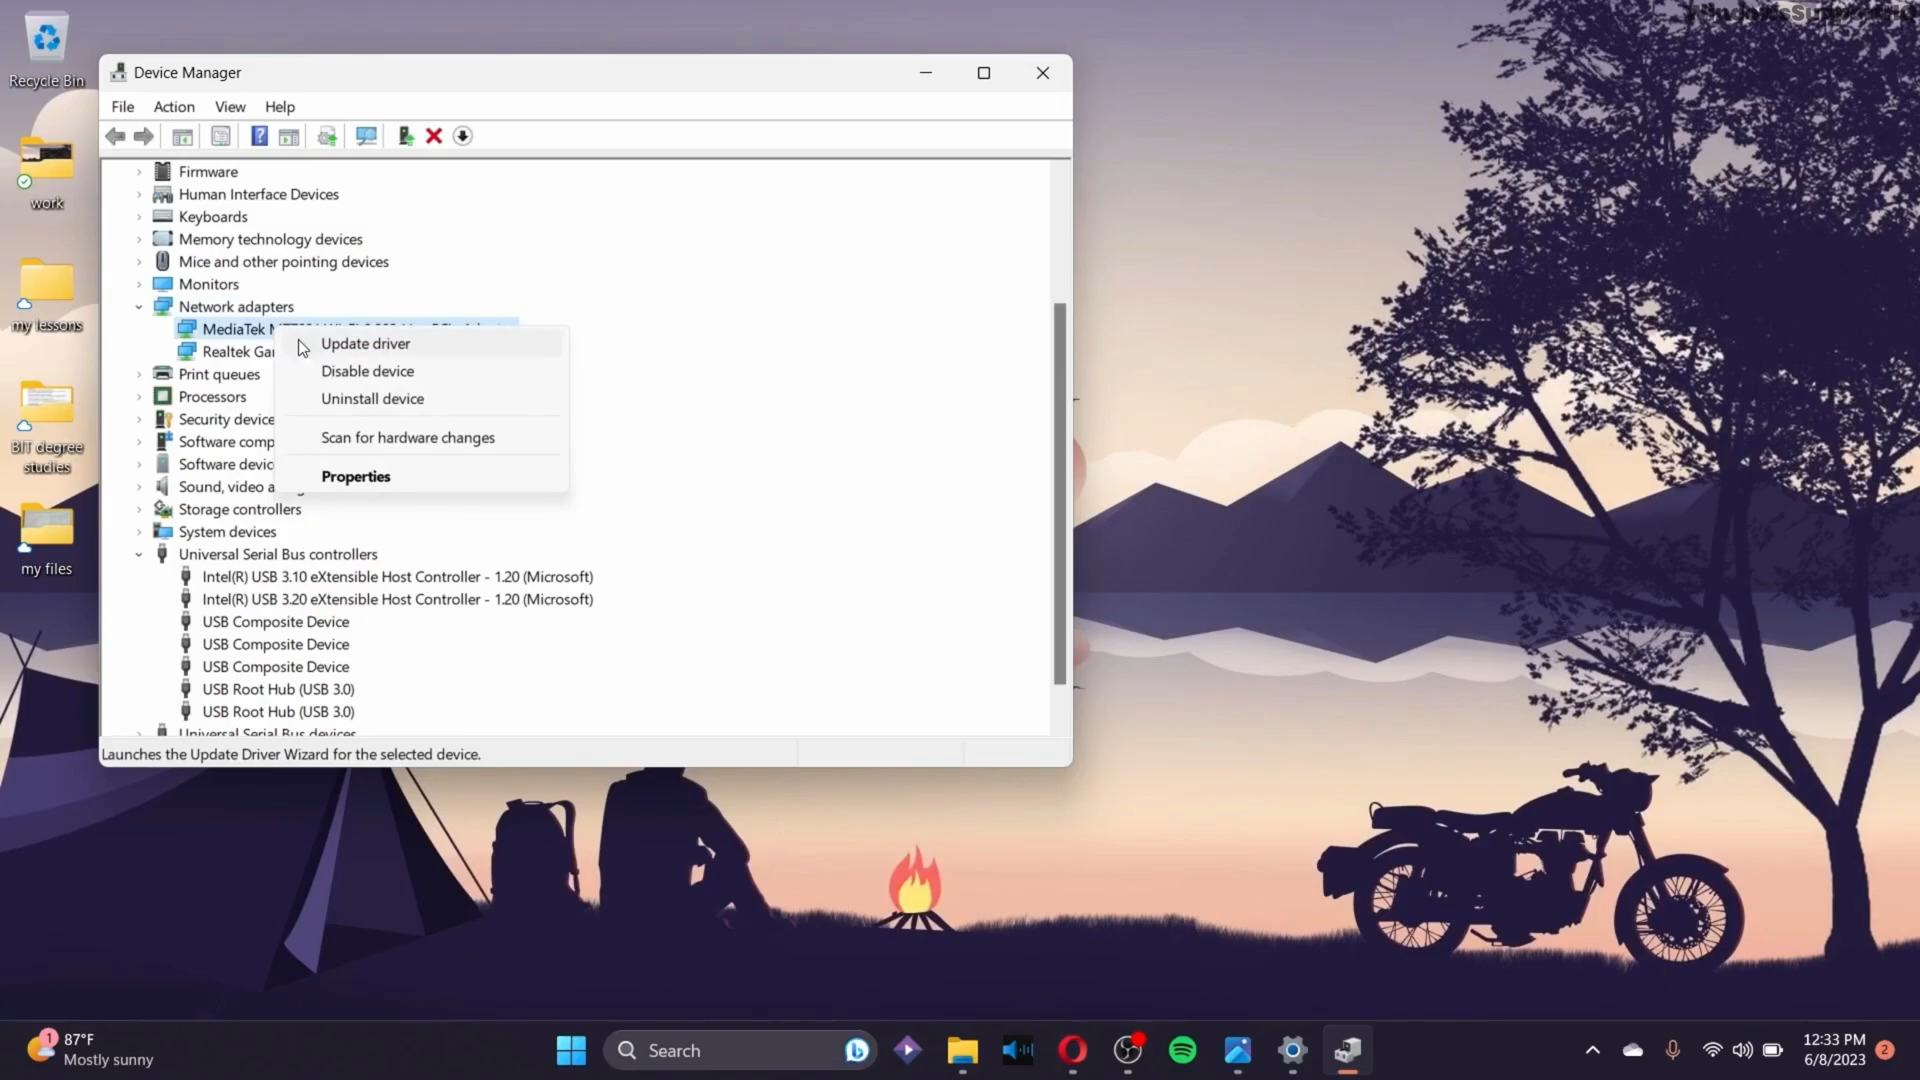 Recycle Bin
work
my lessons
BIT degree
studies
my files
Device Manager
File Action View Help
Firmware
Human Interface Devices
Keyboards
Memory technology devices
Mice and other pointing devices
Monitors
Network adapters
MediaTek
Realtek
Update driver
Disable device
Uninstall device
Scan for hardware changes
Properties
Print queues
Processors
Security device
Software comp
Software devic
Sound, video a
Storage controllers
System devices
Universal Serial Bus controllers
Intel(R) USB 3.10 eXtensible Host Controller - 1.20 (Microsoft)
Intel(R) USB 3.20 eXtensible Host Controller - 1.20 (Microsoft)
USB Composite Device
USB Composite Device
USB Composite Device
USB Root Hub (USB 3.0)
USB Root Hub (USB 3.0)
Universal Serial Bus devices
Launches the Update Driver Wizard for the selected device.
1
87°F
Mostly sunny
Search
12:33 PM
6/8/2023
2